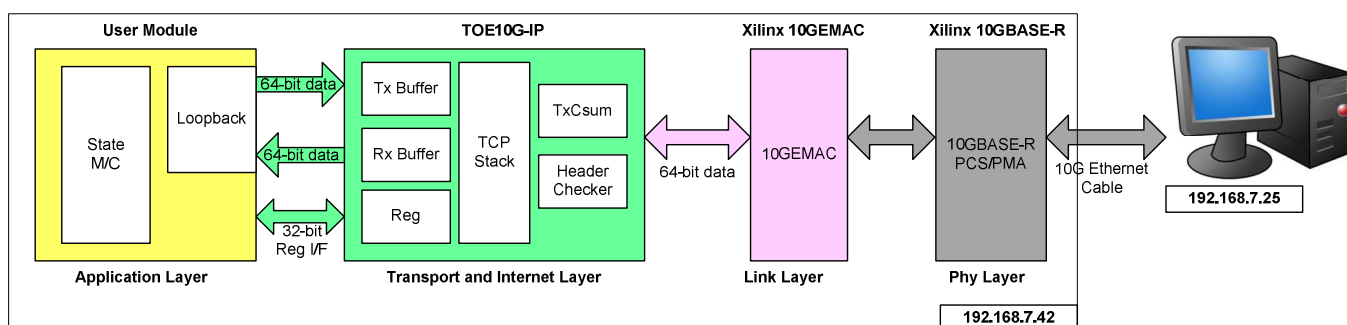 User Module
TOE10G-IP
Xilinx 10GEMAC
Xilinx 10GBASE-R
State
M/C
Loopback
64-bit data
64-bit data
32-bit
Reg I/F
Tx Buffer
Rx Buffer
Reg
TCP
Stack
TxCsum
Header
Checker
64-bit data
10GEMAC
10GBASE-R
PCS/PMA
10G Ethernet
Cable
192.168.7.25
Application Layer
Transport and Internet Layer
Link Layer
Phy Layer
192.168.7.42